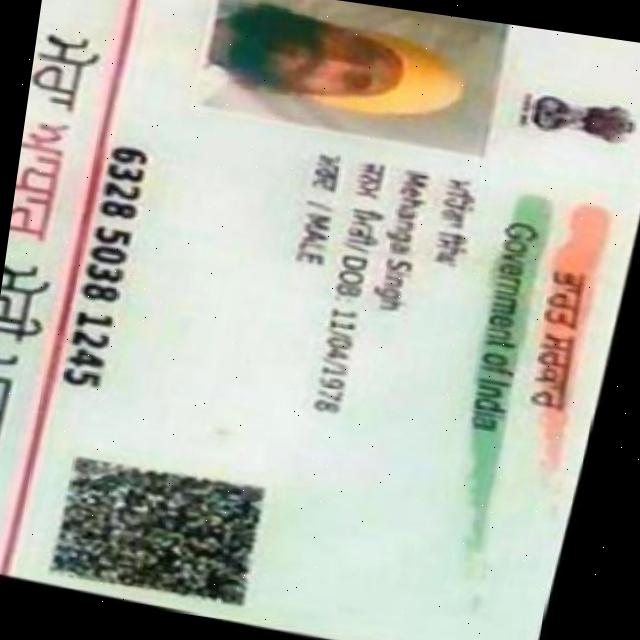 ਭਾਰਤ ਸਰਕਾਰ
Government of India
ਮਹਿੰਗਾ ਸਿੰਘ
Mehanga Singh
ਜਨਮ ਮਿਤੀ/ DOB: 11/04/1978
ਮਰਦ / MALE
6328 5038 1245
ਮੇਰਾ ਆਧਾਰ ਮੇਰੀ